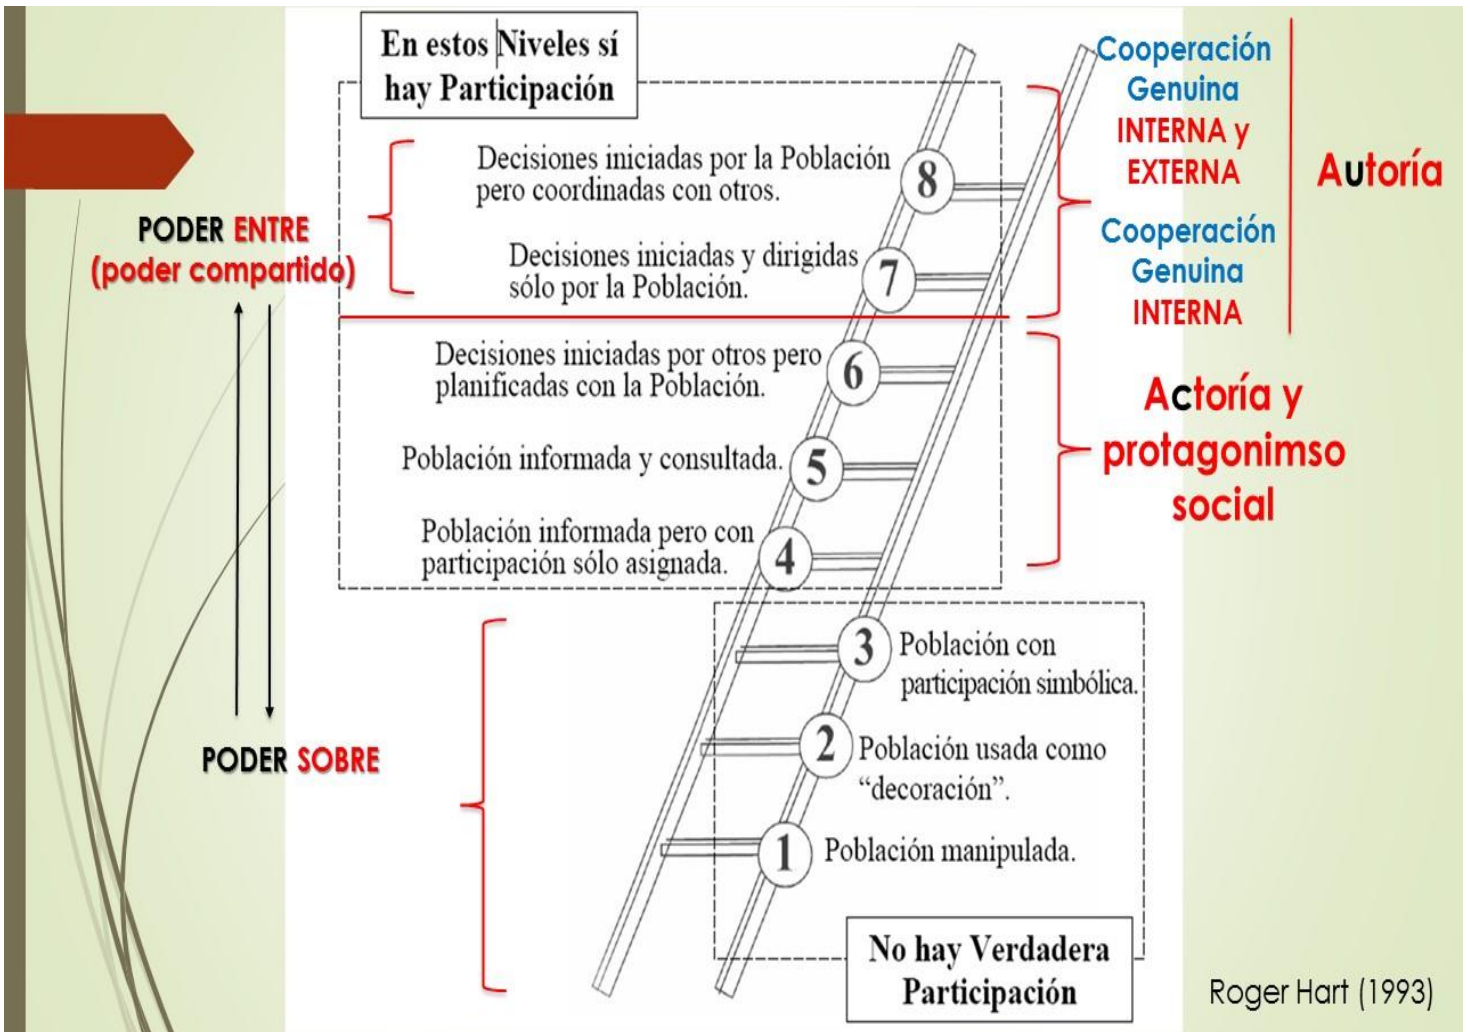 En estos Niveles sí
hay Participación
Decisiones iniciadas por la Población
pero coordinadas con otros.
8
Decisiones iniciadas y dirigidas
sólo por la Población.
7
Decisiones iniciadas por otros pero
planificadas con la Población.
6
Población informada y consultada.
5
Población informada pero con
participación sólo asignada.
4
3
Población con
participación simbólica.
2
Población usada como
“decoración”.
1
Población manipulada.
No hay Verdadera
Participación
PODER ENTRE
(poder compartido)
PODER SOBRE
Cooperación
Genuina
INTERNA y
EXTERNA
Cooperación
Genuina
INTERNA
Autoría
Actoría y
protagonimso
social
Roger Hart (1993)